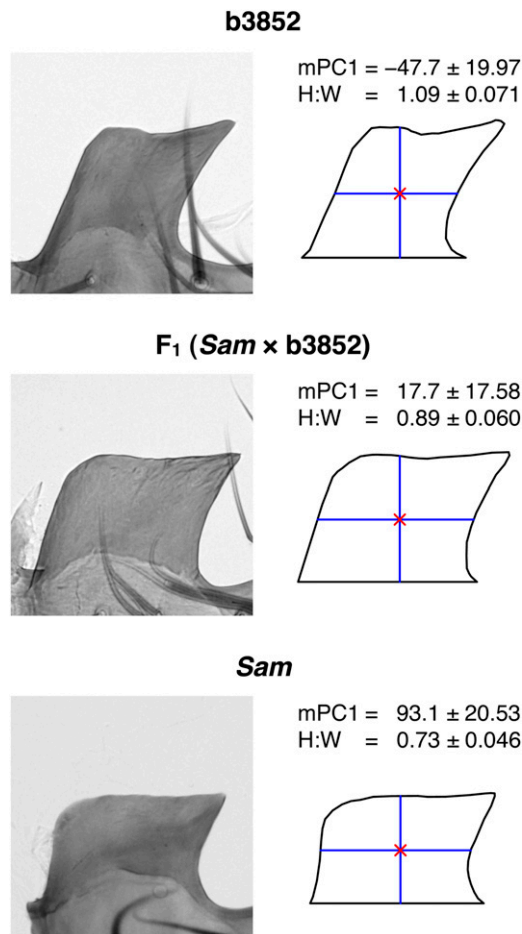 b3852
mPC1 = −47.7 ± 19.97
H:W = 1.09 ± 0.071
F₁ (Sam × b3852)
mPC1 = 17.7 ± 17.58
H:W = 0.89 ± 0.060
Sam
mPC1 = 93.1 ± 20.53
H:W = 0.73 ± 0.046